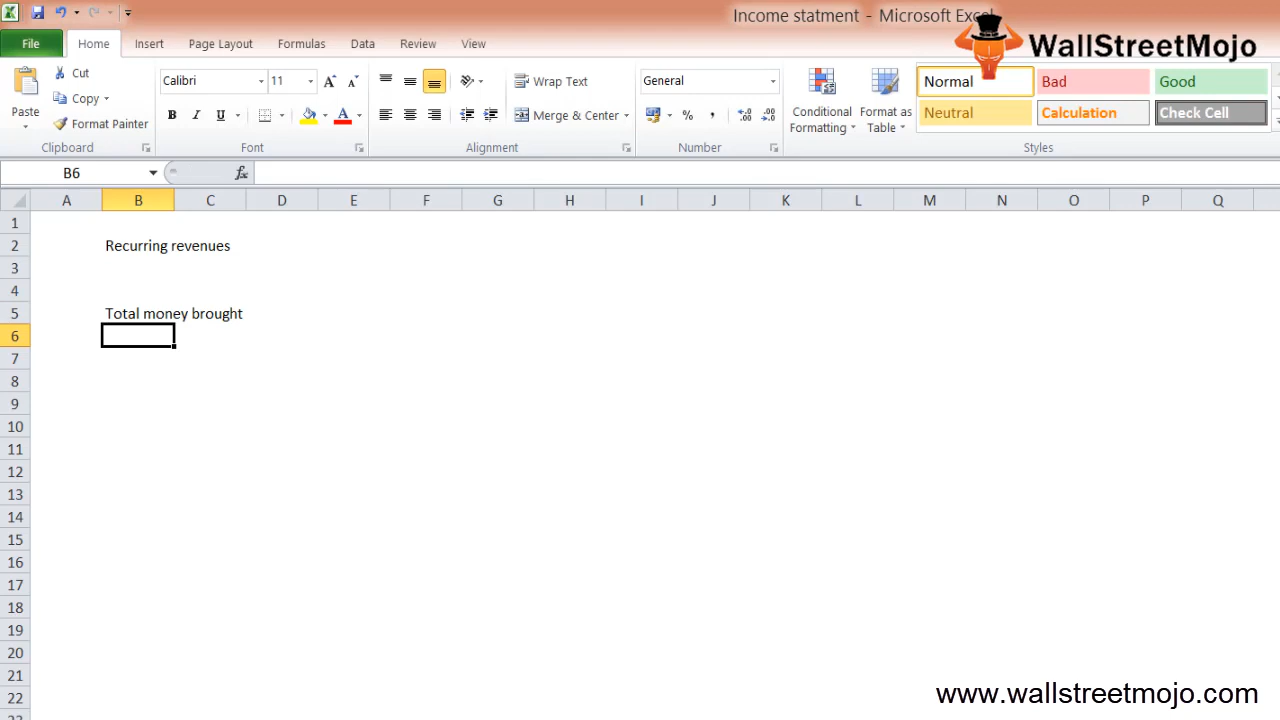 Income statment - Microsoft Excel
WallStreetMojo
File Home Insert Page Layout Formulas Data Review View
Paste
Cut
Copy
Format Painter
Clipboard
Calibri 11
B I U
Font
Wrap Text
Merge & Center
Alignment
General
% ,
Number
Conditional
Formatting
Format as
Table
Normal Bad Good
Neutral Calculation Check Cell
Styles
B6 fx
A B C D E F G H I J K L M N O P Q
1
2 Recurring revenues
3
4
5 Total money brought
6
7
8
9
10
11
12
13
14
15
16
17
18
19
20
21
22
www.wallstreetmojo.com